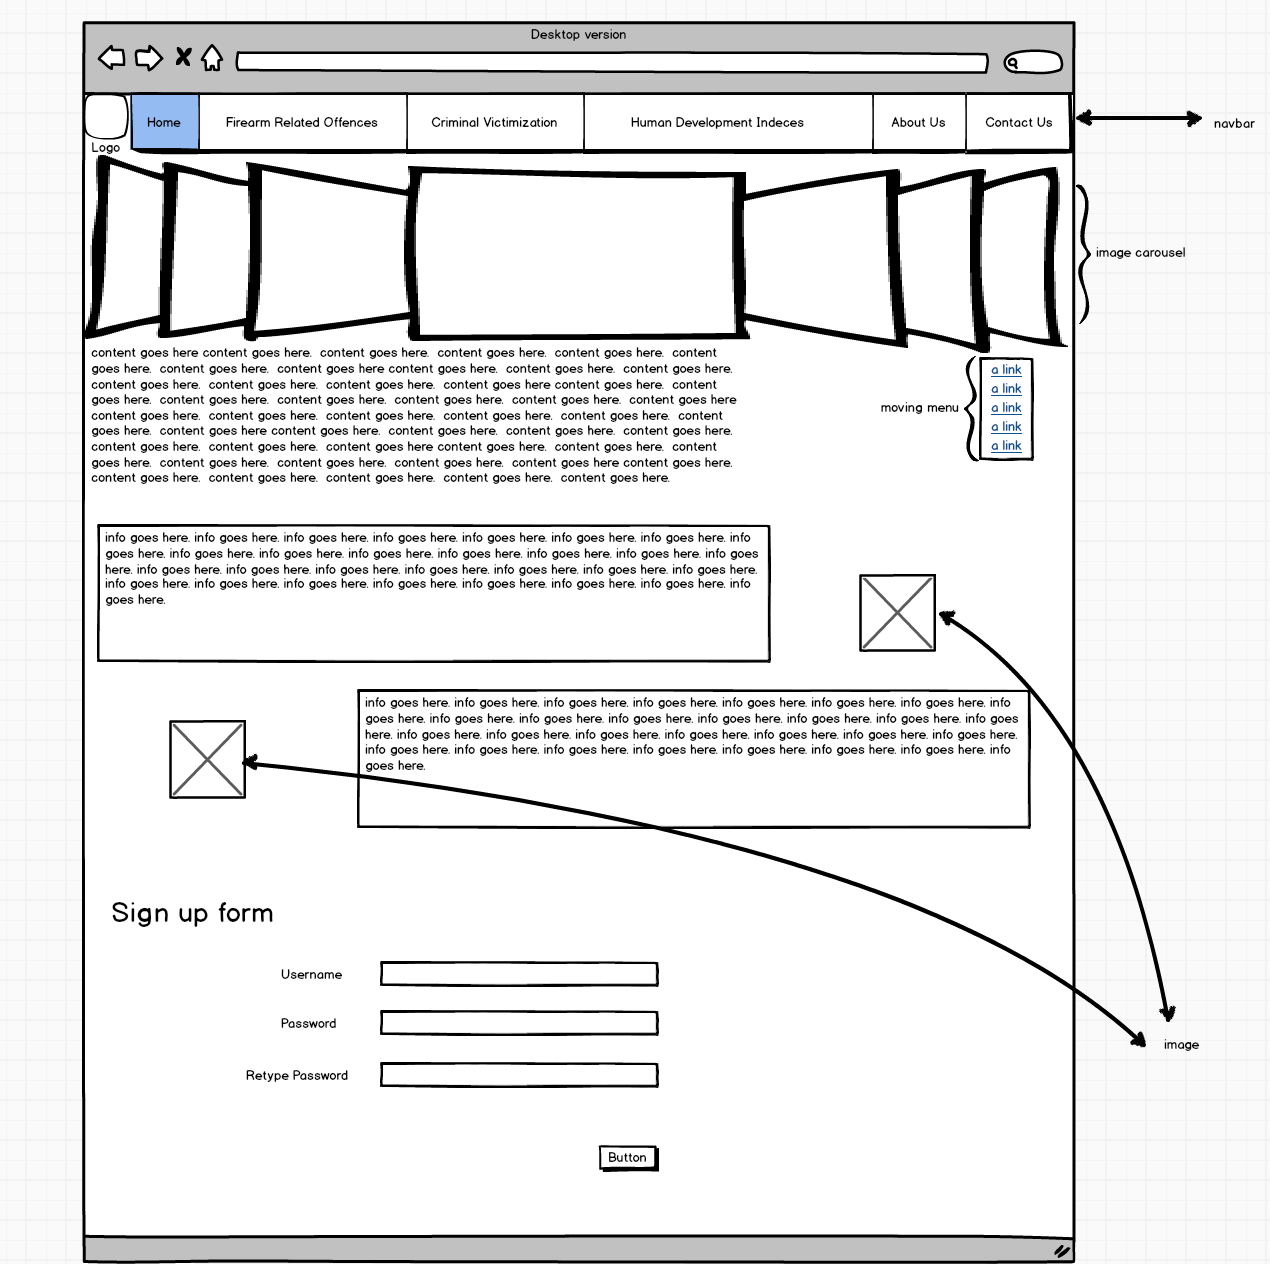 Desktop version
Home Firearm Related Offences Criminal Victimization Human Development Indeces About Us Contact Us
navbar
Logo
image carousel
content goes here content goes here. content goes here. content goes here. content goes here. content
goes here. content goes here. content goes here content goes here. content goes here. content goes here.
content goes here. content goes here. content goes here. content goes here content goes here. content
goes here. content goes here. content goes here. content goes here. content goes here. content goes here
content goes here. content goes here. content goes here. content goes here. content goes here. content
goes here. content goes here content goes here. content goes here. content goes here. content goes here.
content goes here. content goes here. content goes here content goes here. content goes here. content
goes here. content goes here. content goes here. content goes here. content goes here content goes here.
content goes here. content goes here. content goes here. content goes here. content goes here.
moving menu
a link
a link
a link
a link
a link
info goes here. info goes here. info goes here. info goes here. info goes here. info goes here. info goes here. info
goes here. info goes here. info goes here. info goes here. info goes here. info goes here. info goes here. info goes
here. info goes here. info goes here. info goes here. info goes here. info goes here. info goes here. info goes here.
info goes here. info goes here. info goes here. info goes here. info goes here. info goes here. info goes here. info
goes here.
info goes here. info goes here. info goes here. info goes here. info goes here. info goes here. info goes here. info
goes here. info goes here. info goes here. info goes here. info goes here. info goes here. info goes here. info goes
here. info goes here. info goes here. info goes here. info goes here. info goes here. info goes here. info goes here.
info goes here. info goes here. info goes here. info goes here. info goes here. info goes here. info goes here. info
goes here.
Sign up form
Username
Password
Retype Password
image
Button